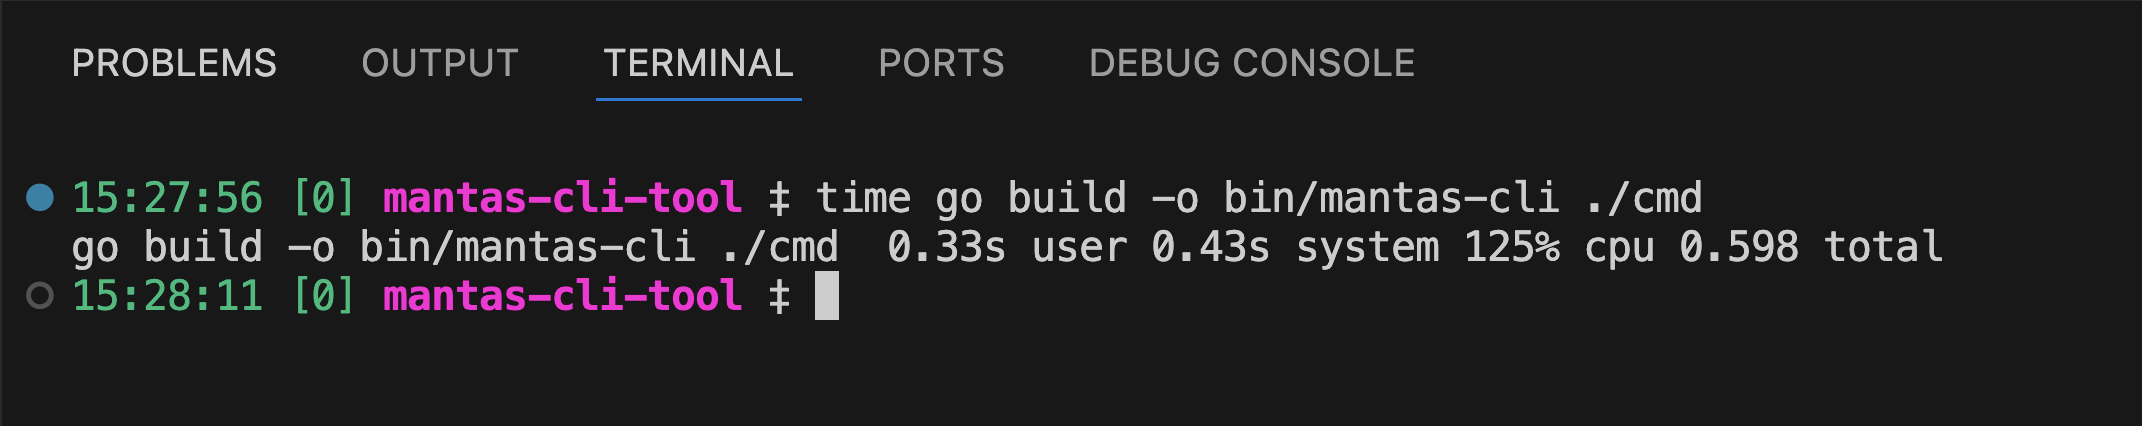 PROBLEMS OUTPUT TERMINAL PORTS DEBUG CONSOLE
15:27:56 [0] mantas-cli-tool ‡ time go build -o bin/mantas-cli ./cmd
go build -o bin/mantas-cli ./cmd  0.33s user 0.43s system 125% cpu 0.598 total
15:28:11 [0] mantas-cli-tool ‡